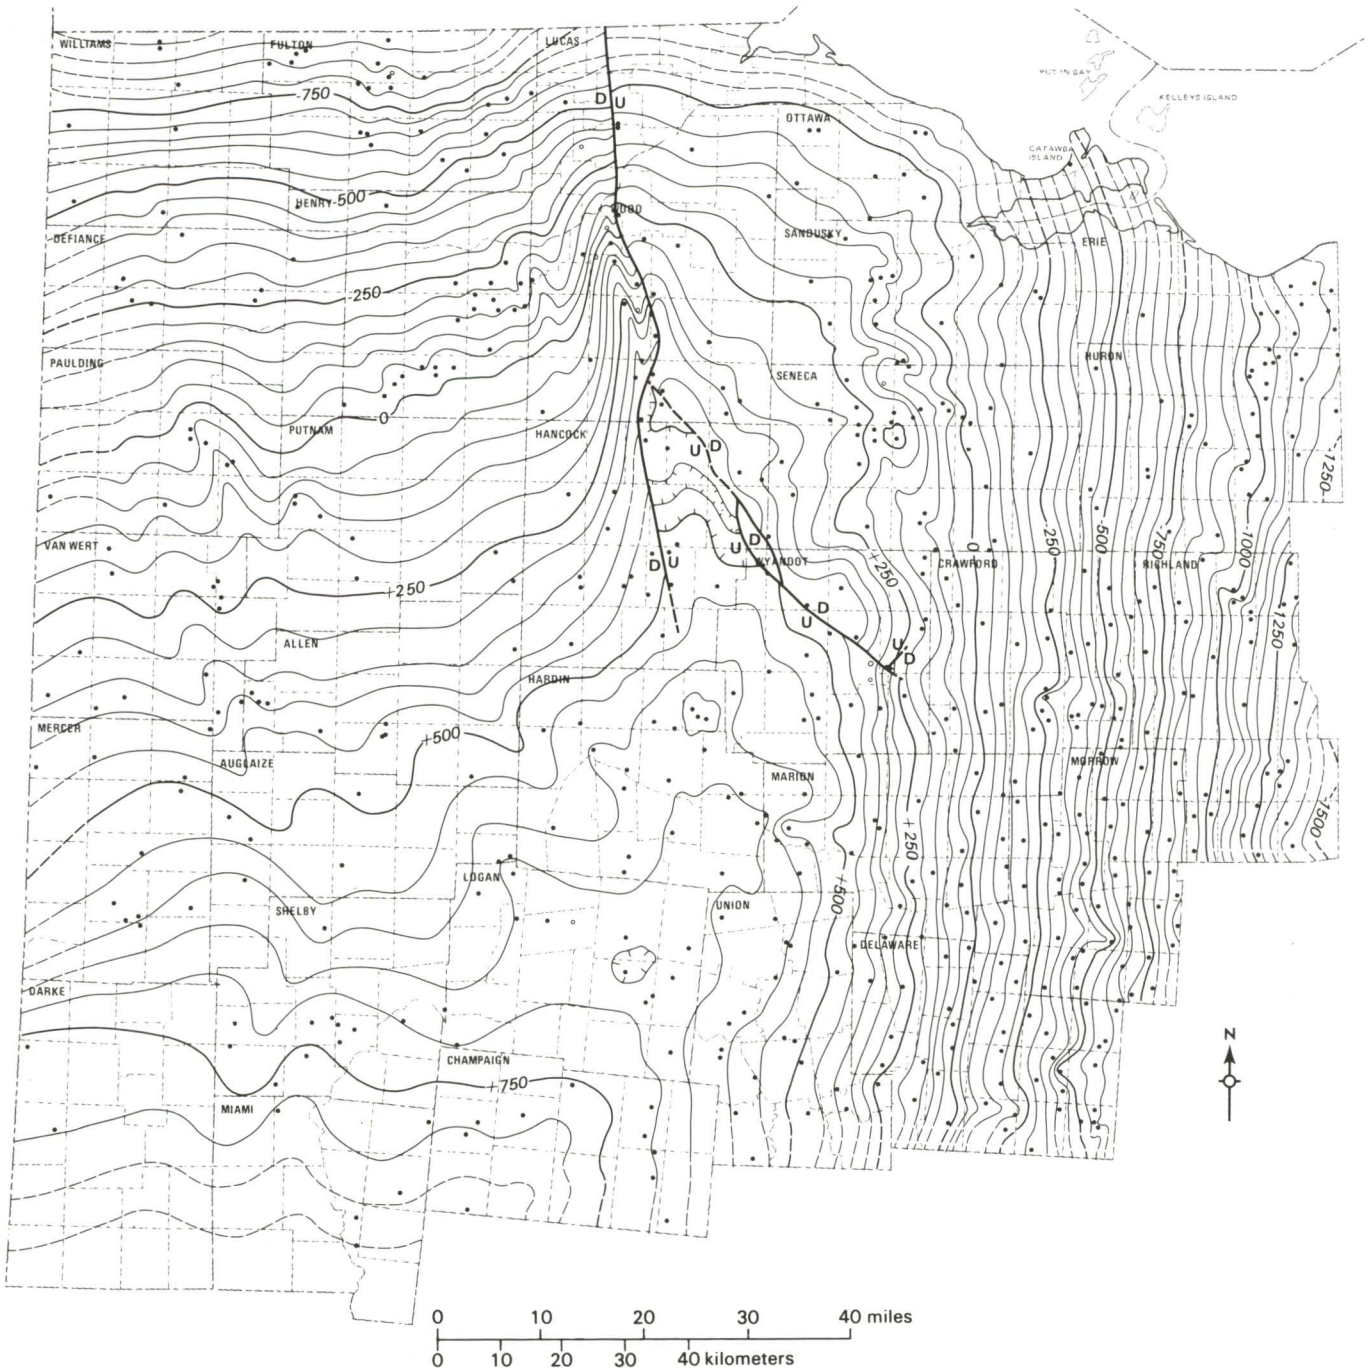 WILLIAMS
FULTON
LUCAS
PUT IN BAY
KELLEYS ISLAND
-750
D U
OTTAWA
CATAWBA
ISLAND
HENRY
-500
WOOD
DEFIANCE
SANDUSKY
ERIE
-250
PAULDING
HURON
SENECA
0
PUTNAM
HANCOCK
U D
-1250
VAN WERT
D U
U D
WYANDOT
+250
CRAWFORD
0
-250
-500
-750
RICHLAND
-1000
+250
D
U
-1250
ALLEN
U
D
HARDIN
MERCER
+500
AUGLAIZE
MARION
MORROW
+250
-1500
LOGAN
+500
UNION
SHELBY
DELAWARE
DARKE
N
CHAMPAIGN
+750
MIAMI
0 10 20 30 40 miles
0 10 20 30 40 kilometers